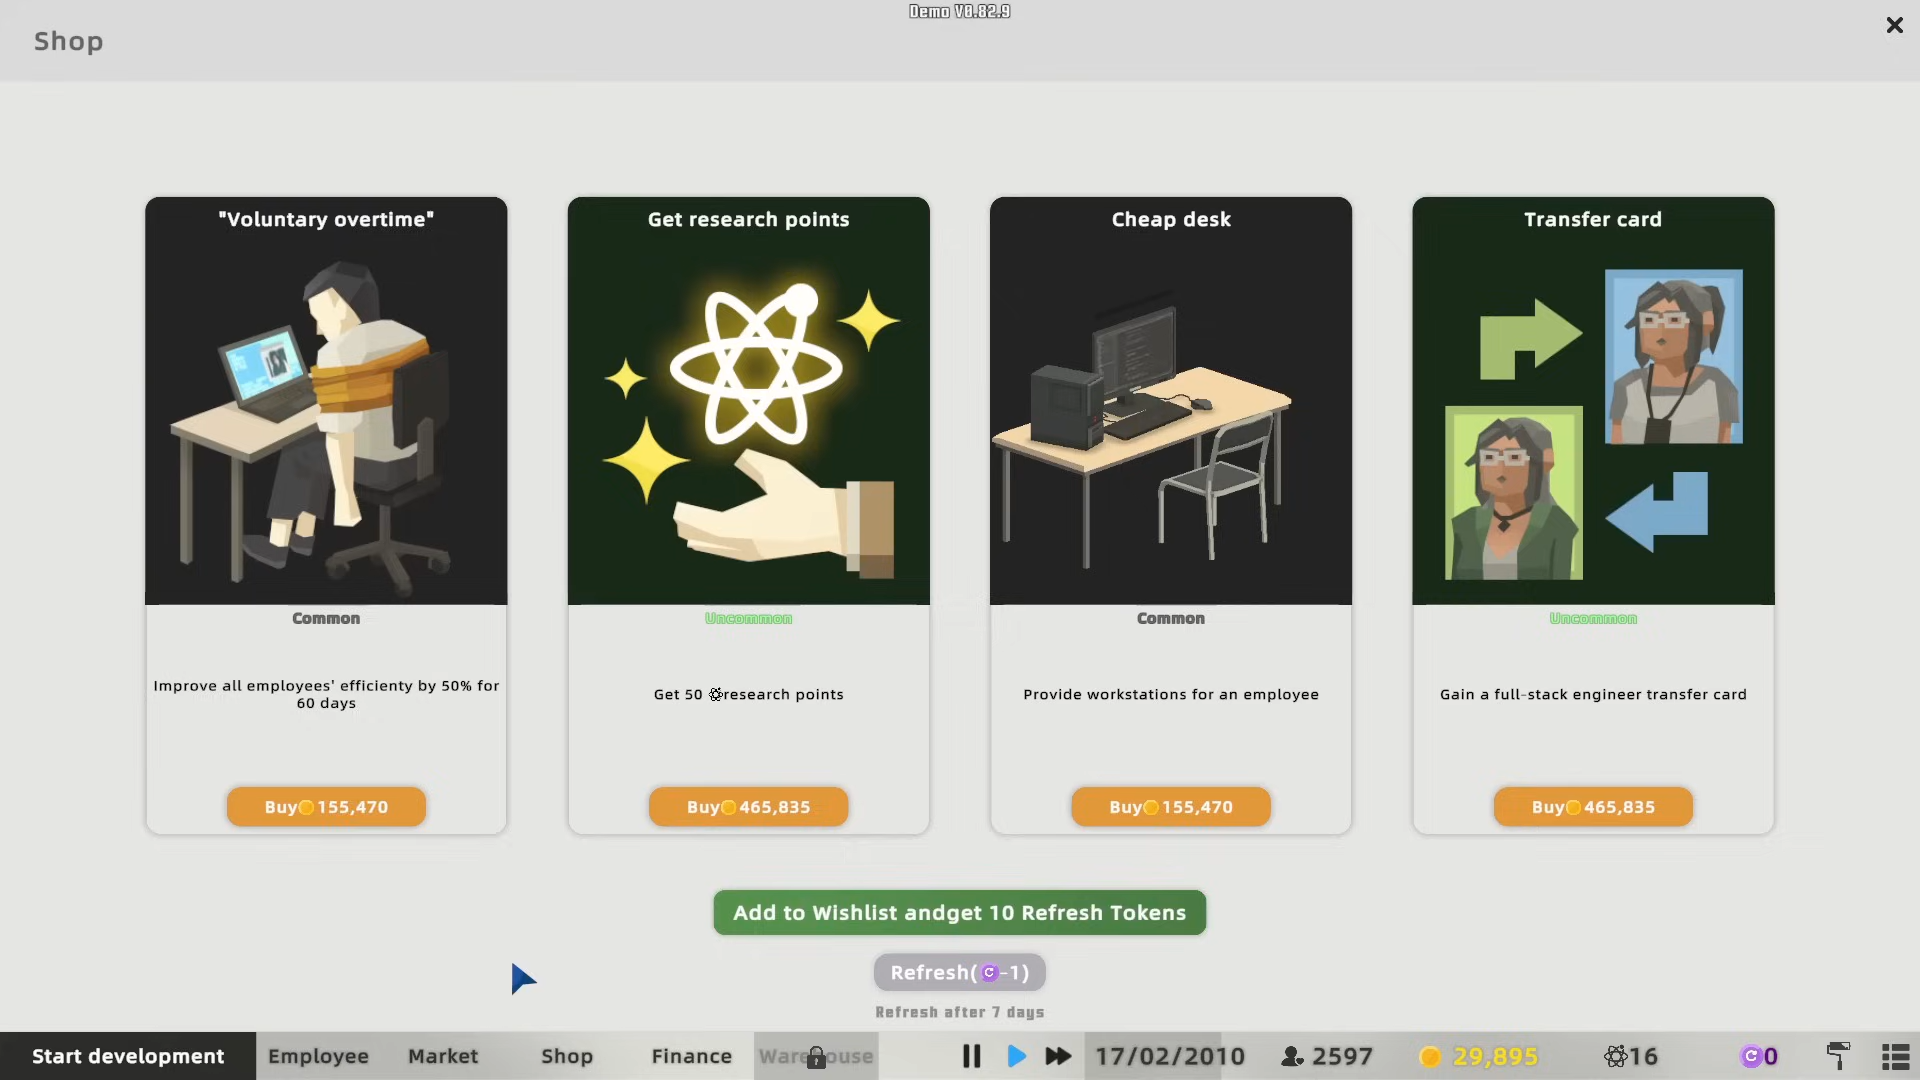 Demo V0.82.9
Shop
"Voluntary overtime"
Common
Improve all employees' efficienty by 50% for
60 days
Buy 155,470
Get research points
Uncommon
Get 50 research points
Buy 465,835
Cheap desk
Common
Provide workstations for an employee
Buy 155,470
Transfer card
Uncommon
Gain a full-stack engineer transfer card
Buy 465,835
Add to Wishlist andget 10 Refresh Tokens
Refresh( -1)
Refresh after 7 days
Start development Employee Market Shop Finance Warehouse 17/02/2010 2597 29,895 16 0